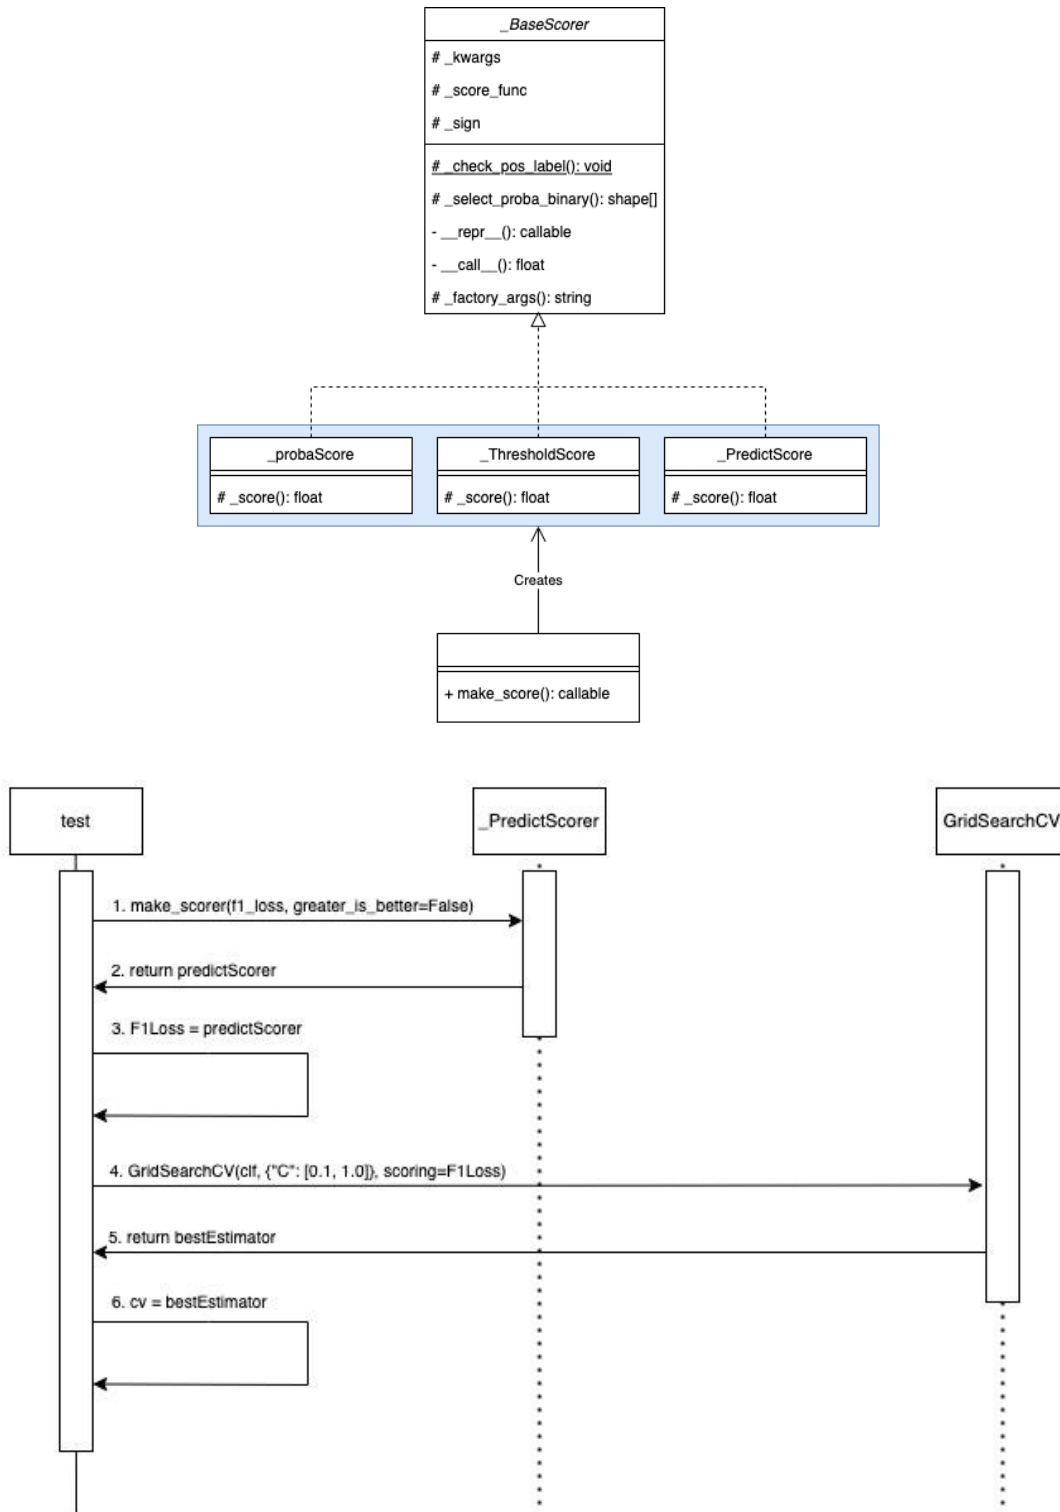 _BaseScorer
# _kwargs
# _score_func
# _sign
# _check_pos_label(): void
# _select_proba_binary(): shape[]
- __repr__(): callable
- __call__(): float
# _factory_args(): string
_probaScore
# _score(): float
_ThresholdScore
# _score(): float
_PredictScore
# _score(): float
Creates
+ make_score(): callable
test
_PredictScorer
GridSearchCV
1. make_scorer(f1_loss, greater_is_better=False)
2. return predictScorer
3. F1Loss = predictScorer
4. GridSearchCV(clf, {"C": [0.1, 1.0]}, scoring=F1Loss)
5. return bestEstimator
6. cv = bestEstimator